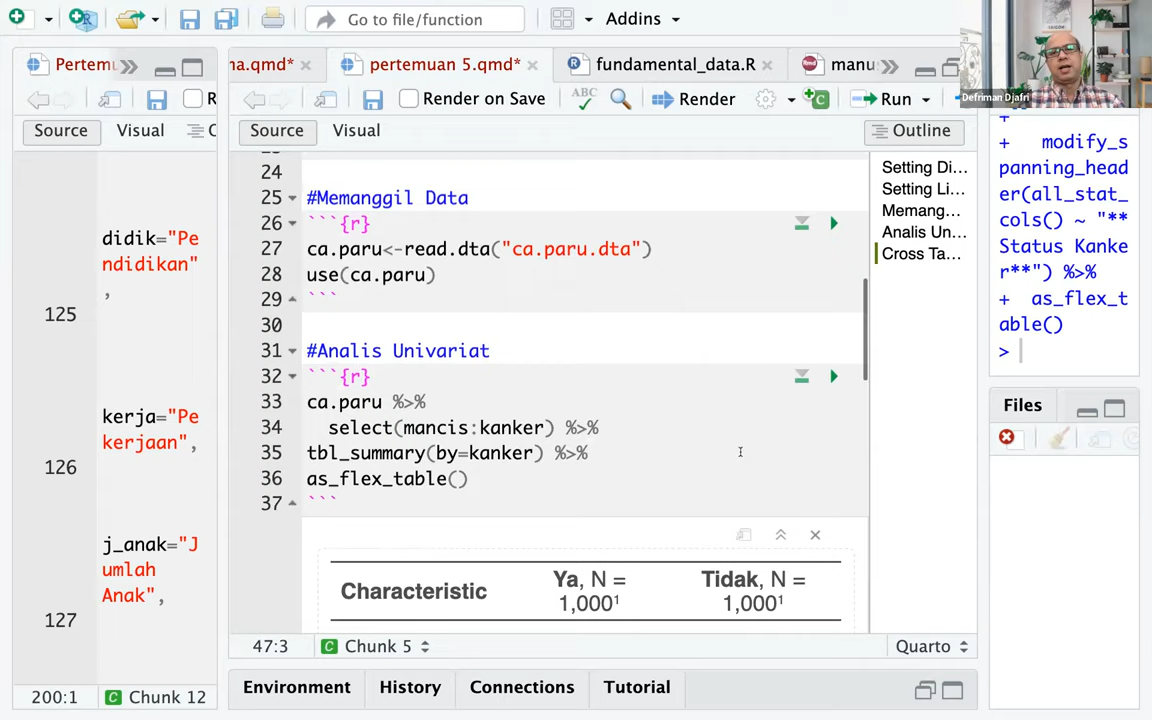 Go to file/function
Addins
Defriman Djafri
Pertem
na.qmd*
pertemuan 5.qmd*
fundamental_data.R
manu
R
ABC
Render on Save
Render
Run
Source
Visual
Source
Visual
Outline
didik="Pe
ndidikan"
,
125
kerja="Pe
kerjaan",
126
j_anak="J
umlah
Anak",
127
200:1
Chunk 12
24
25 #Memanggil Data
26 ```{r}
27 ca.paru<-read.dta("ca.paru.dta")
28 use(ca.paru)
29 ```
30
31 #Analis Univariat
32 ```{r}
33 ca.paru %>%
34 select(mancis:kanker) %>%
35 tbl_summary(by=kanker) %>%
36 as_flex_table()
37 ```
Characteristic Ya, N = 1,000¹ Tidak, N = 1,000¹
47:3
Chunk 5
Quarto
Environment
History
Connections
Tutorial
Setting Di...
Setting Li...
Memang...
Analis Un...
Cross Ta...
+
+ modify_s
panning_hea
der(all_stat_
cols() ~ "**
Status Kanke
r**") %>%
+ as_flex_t
able()
>
Files